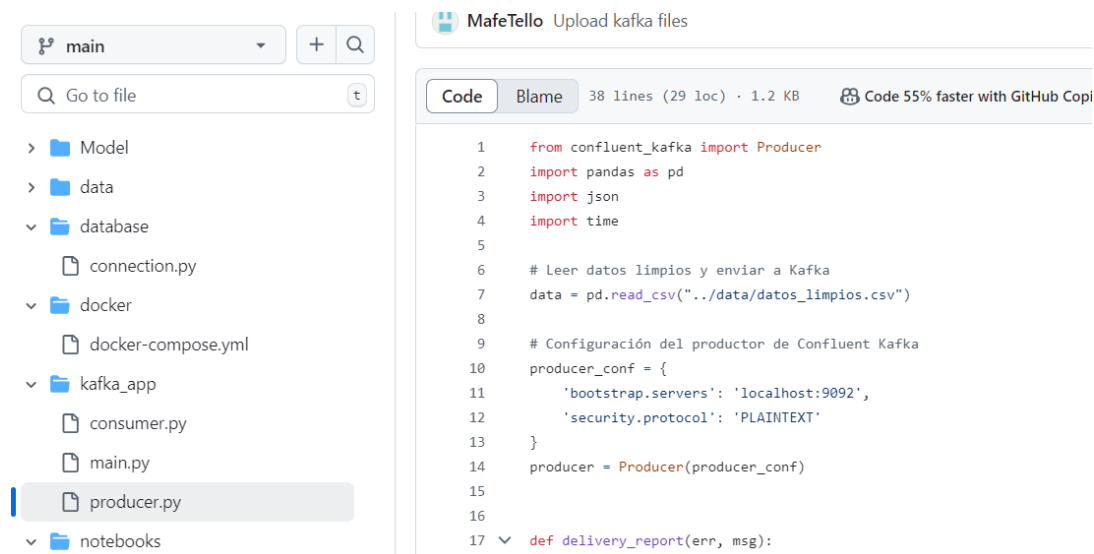 main
Go to file
t
Model
data
database
connection.py
docker
docker-compose.yml
kafka_app
consumer.py
main.py
producer.py
notebooks
MafeTello Upload kafka files
Code Blame 38 lines (29 loc) · 1.2 KB Code 55% faster with GitHub Copi
1 from confluent_kafka import Producer
2 import pandas as pd
3 import json
4 import time
5
6 # Leer datos limpios y enviar a Kafka
7 data = pd.read_csv("../data/datos_limpios.csv")
8
9 # Configuración del productor de Confluent Kafka
10 producer_conf = {
11 'bootstrap.servers': 'localhost:9092',
12 'security.protocol': 'PLAINTEXT'
13 }
14 producer = Producer(producer_conf)
15
16
17 def delivery_report(err, msg):